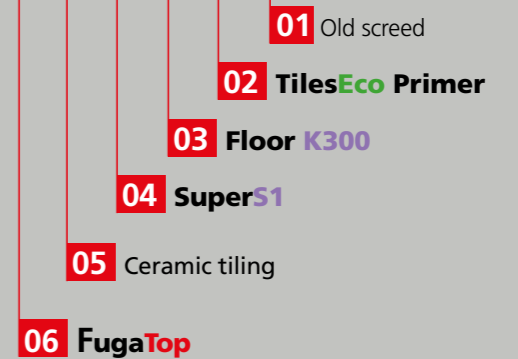 01 Old screed
02 TilesEco Primer
03 Floor K300
04 SuperS1
05 Ceramic tiling
06 FugaTop